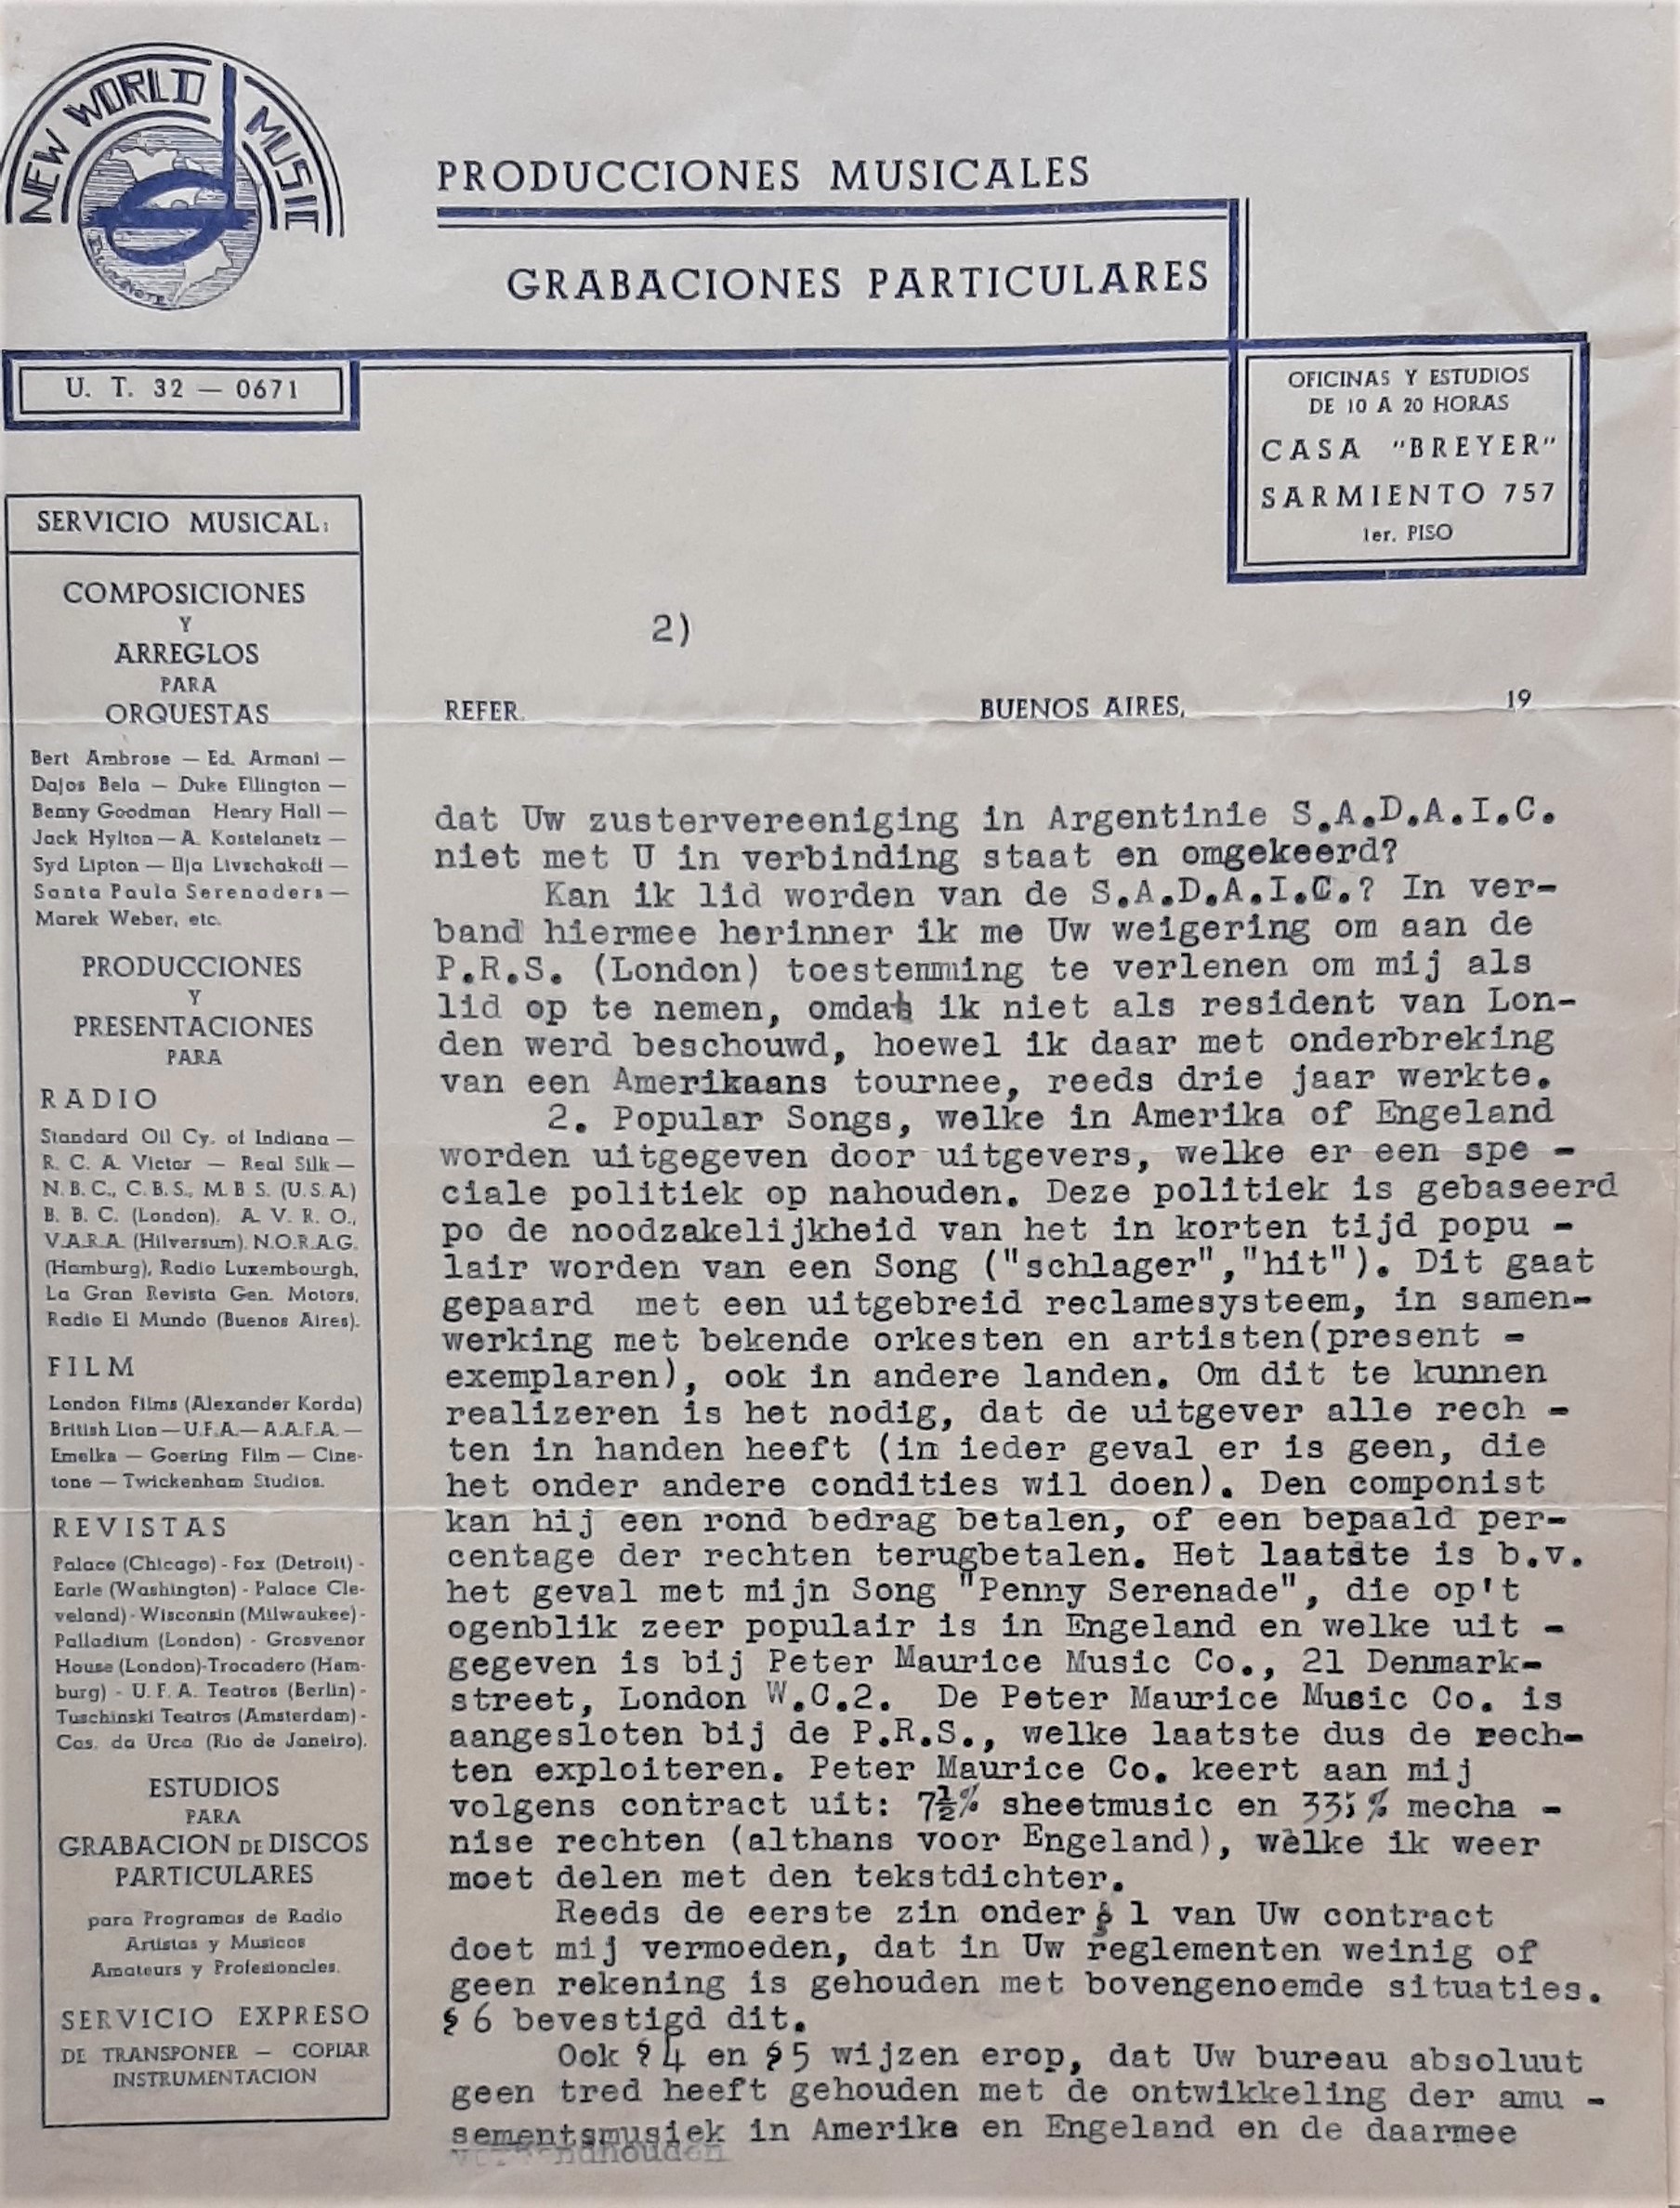 NEW WORLD MUSIC
PRODUCCIONES MUSICALES
GRABACIONES PARTICULARES
U. T. 32 — 0671
OFICINAS Y ESTUDIOS
DE 10 A 20 HORAS
CASA "BREYER"
SARMIENTO 757
1er. PISO
SERVICIO MUSICAL:
COMPOSICIONES
Y
ARREGLOS
PARA
ORQUESTAS
Bert Ambrose — Ed. Armani —
Dajos Bela — Duke Ellington —
Benny Goodman Henry Hall —
Jack Hylton — A. Kostelanetz —
Syd Lipton — Ilja Livschakoff —
Santa Paula Serenaders —
Marek Weber, etc.
PRODUCCIONES
Y
PRESENTACIONES
PARA
RADIO
Standard Oil Cy. of Indiana —
R. C. A. Victor — Real Silk —
N.B.C., C.B.S., M.B.S. (U.S.A.)
B. B. C. (London), A. V. R. O.,
V.A.R.A. (Hilversum), N.O.R.A.G.
(Hamburg), Radio Luxembourgh,
La Gran Revista Gen. Motors,
Radio El Mundo (Buenos Aires).
FILM
London Films (Alexander Korda)
British Lion — U.F.A. — A.A.F.A. —
Emelka — Goering Film — Cine-
tone — Twickenham Studios.
REVISTAS
Palace (Chicago) - Fox (Detroit) -
Earle (Washington) - Palace Cle-
veland) - Wisconsin (Milwaukee) -
Palladium (London) - Grosvenor
House (London)-Trocadero (Ham-
burg) - U. F. A. Teatros (Berlin) -
Tuschinski Teatros (Amsterdam) -
Cas. da Urca (Rio de Janeiro).
ESTUDIOS
PARA
GRABACION DE DISCOS
PARTICULARES
para Programas de Radio
Artistas y Musicos
Amateurs y Profesionales.
SERVICIO EXPRESO
DE TRANSPONER — COPIAR
INSTRUMENTACION
2)
REFER. BUENOS AIRES, 19
dat Uw zustervereeniging in Argentinie S.A.D.A.I.C.
niet met U in verbinding staat en omgekeerd?
Kan ik lid worden van de S.A.D.A.I.C.? In ver-
band hiermee herinner ik me Uw weigering om aan de
P.R.S. (London) toestemming te verlenen om mij als
lid op te nemen, omdat ik niet als resident van Lon-
den werd beschouwd, hoewel ik daar met onderbreking
van een Amerikaans tournee, reeds drie jaar werkte.
2. Popular Songs, welke in Amerika of Engeland
worden uitgegeven door uitgevers, welke er een spe -
ciale politiek op nahouden. Deze politiek is gebaseerd
po de noodzakelijkheid van het in korten tijd popu -
lair worden van een Song ("schlager","hit"). Dit gaat
gepaard met een uitgebreid reclamesysteem, in samen-
werking met bekende orkesten en artisten(present -
exemplaren), ook in andere landen. Om dit te kunnen
realizeren is het nodig, dat de uitgever alle rech -
ten in handen heeft (in ieder geval er is geen, die
het onder andere condities wil doen). Den componist
kan hij een rond bedrag betalen, of een bepaald per-
centage der rechten terugbetalen. Het laatste is b.v.
het geval met mijn Song "Penny Serenade", die op't
ogenblik zeer populair is in Engeland en welke uit -
gegeven is bij Peter Maurice Music Co., 21 Denmark-
street, London W.C.2. De Peter Maurice Music Co. is
aangesloten bij de P.R.S., welke laatste dus de rech-
ten exploiteren. Peter Maurice Co. keert aan mij
volgens contract uit: 7½% sheetmusic en % mecha -
nise rechten (althans voor Engeland), welke ik weer
moet delen met den tekstdichter.
Reeds de eerste zin onder § 1 van Uw contract
doet mij vermoeden, dat in Uw reglementen weinig of
geen rekening is gehouden met bovengenoemde situaties.
§ 6 bevestigd dit.
Ook § 4 en § 5 wijzen erop, dat Uw bureau absoluut
geen tred heeft gehouden met de ontwikkeling der amu -
sementsmusiek in Amerika en Engeland en de daarmee